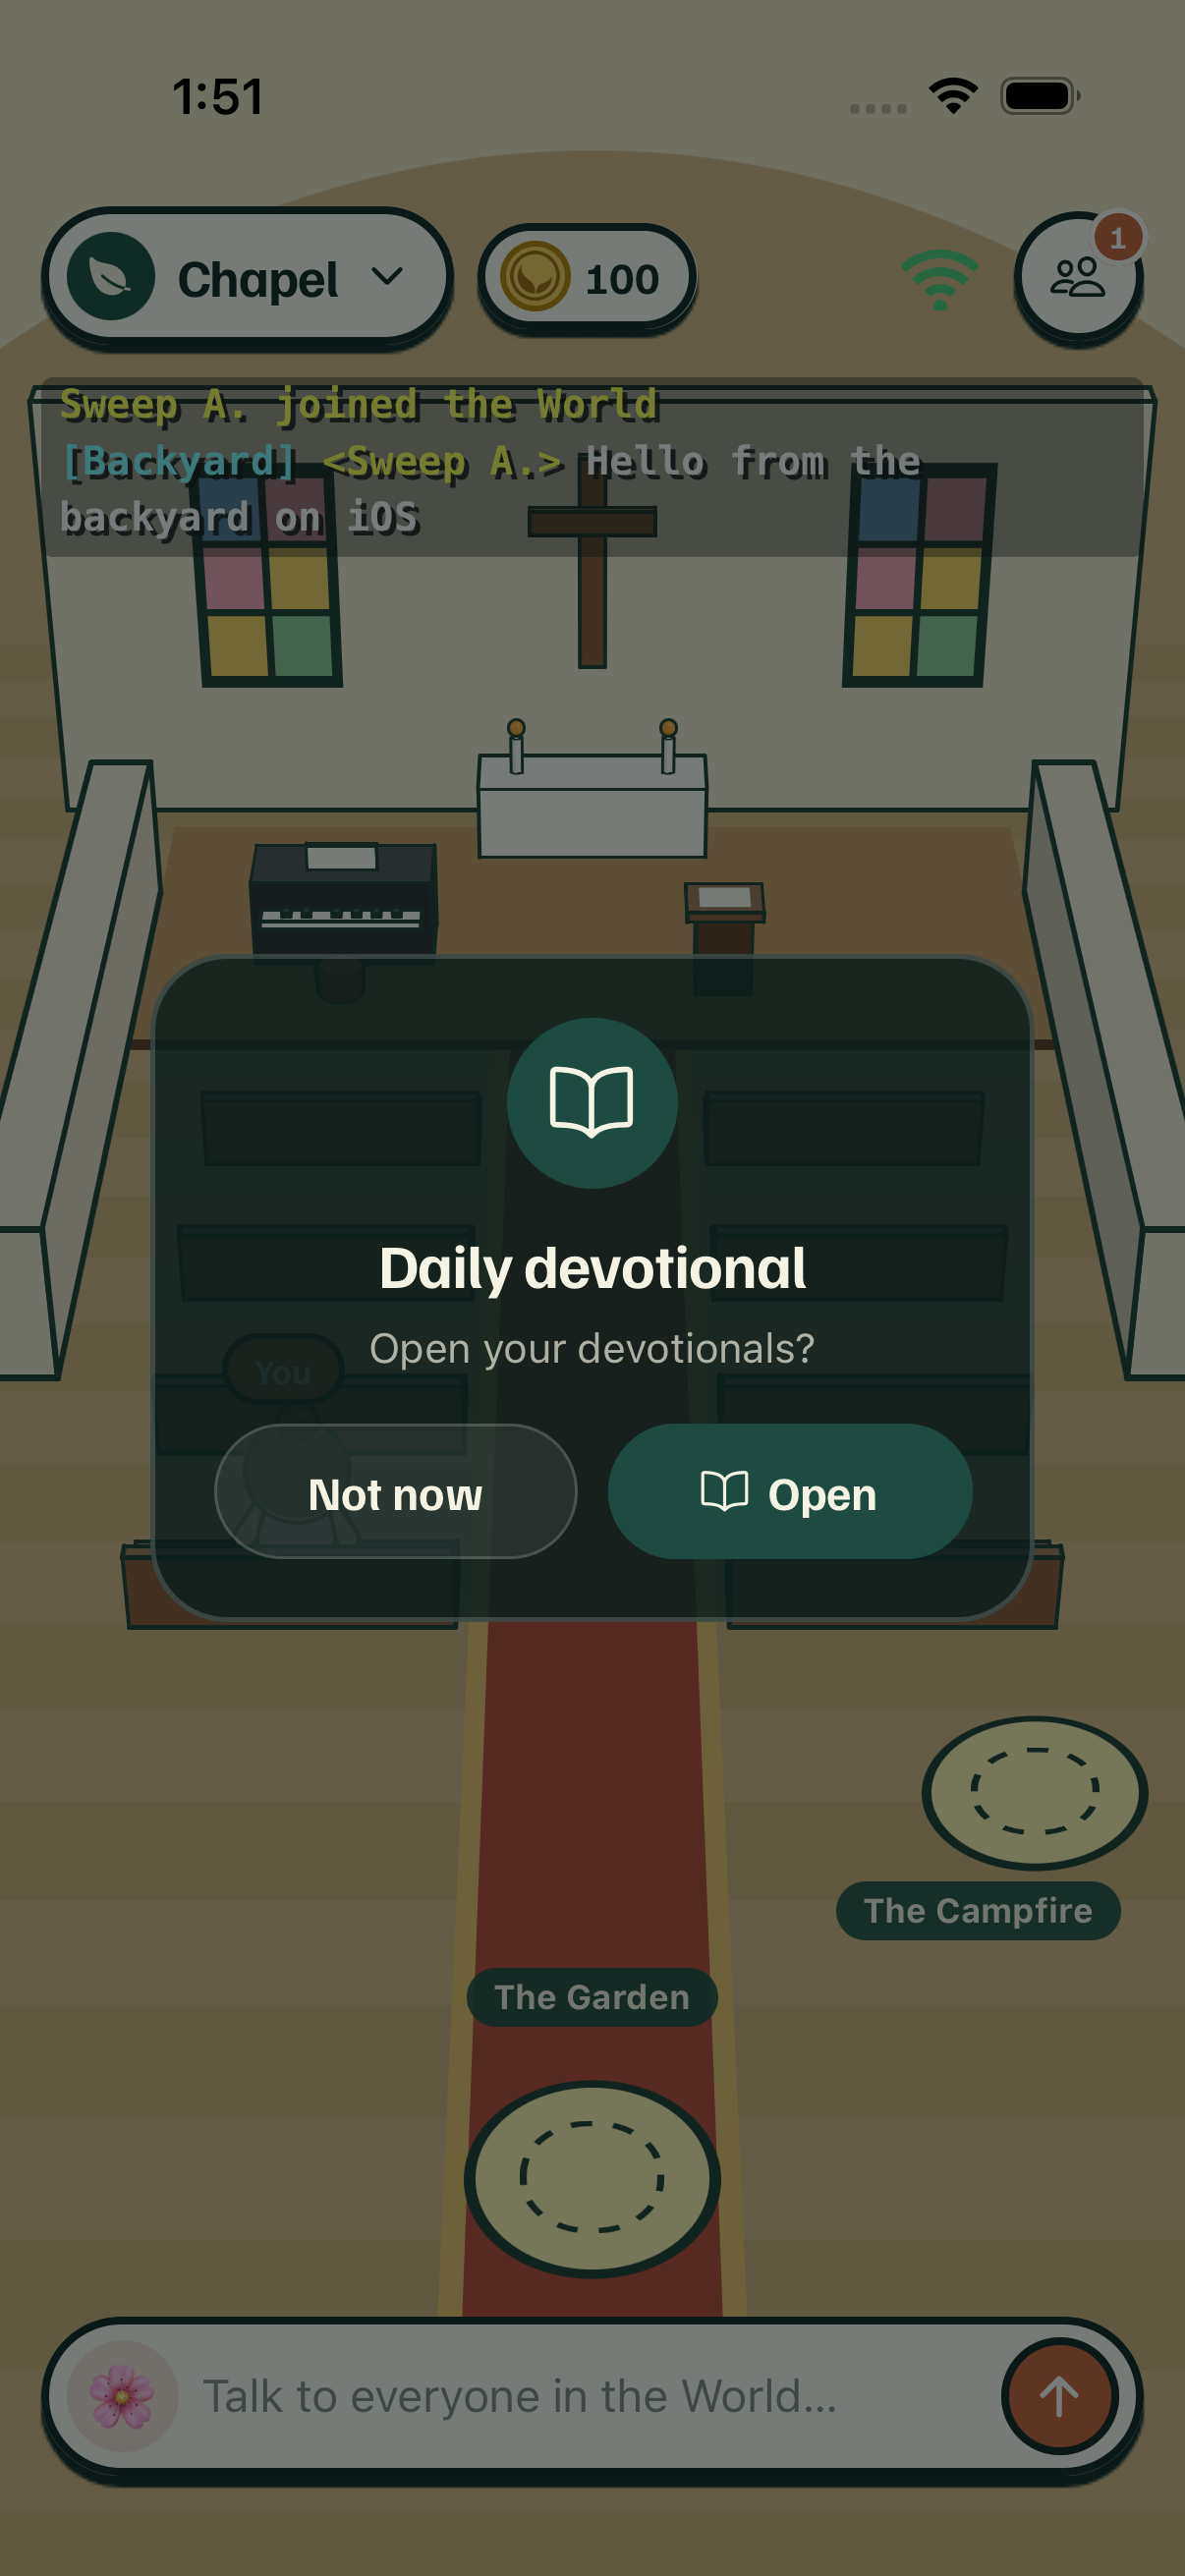 1:51
Chapel
100
1
Sweep A. joined the World
[Backyard] <Sweep A.> Hello from the
backyard on iOS
Daily devotional
Open your devotionals?
You
Not now
Open
The Campfire
The Garden
Talk to everyone in the World...